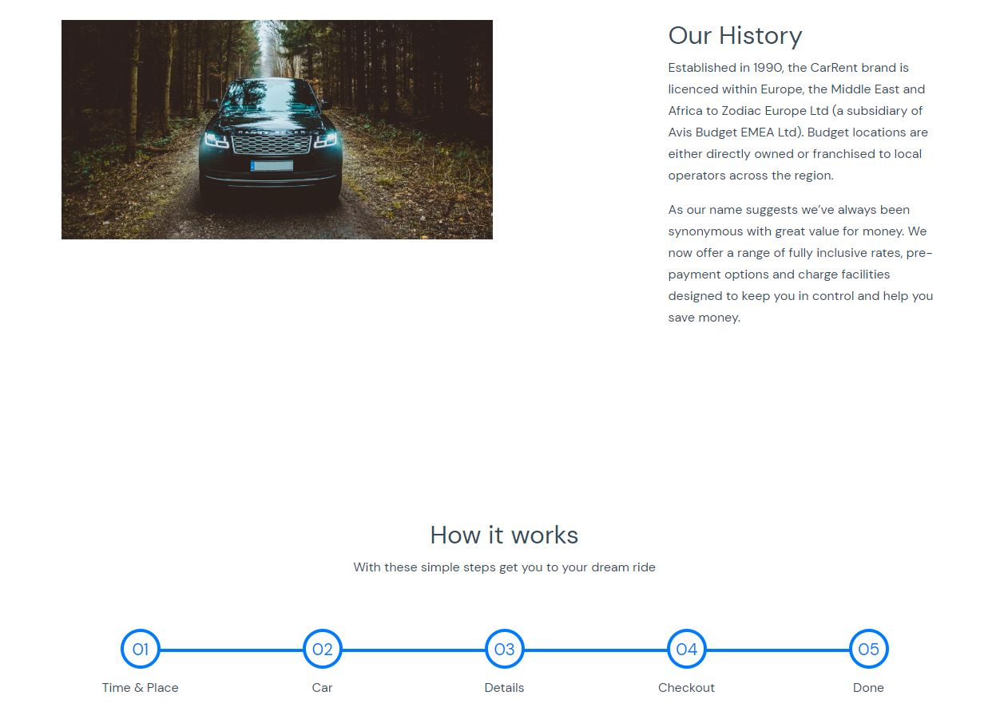 RANGE ROVER
Our History
Established in 1990, the CarRent brand is
licenced within Europe, the Middle East and
Africa to Zodiac Europe Ltd (a subsidiary of
Avis Budget EMEA Ltd). Budget locations are
either directly owned or franchised to local
operators across the region.
As our name suggests we’ve always been
synonymous with great value for money. We
now offer a range of fully inclusive rates, pre-
payment options and charge facilities
designed to keep you in control and help you
save money.
How it works
With these simple steps get you to your dream ride
01
02
03
04
05
Time & Place
Car
Details
Checkout
Done